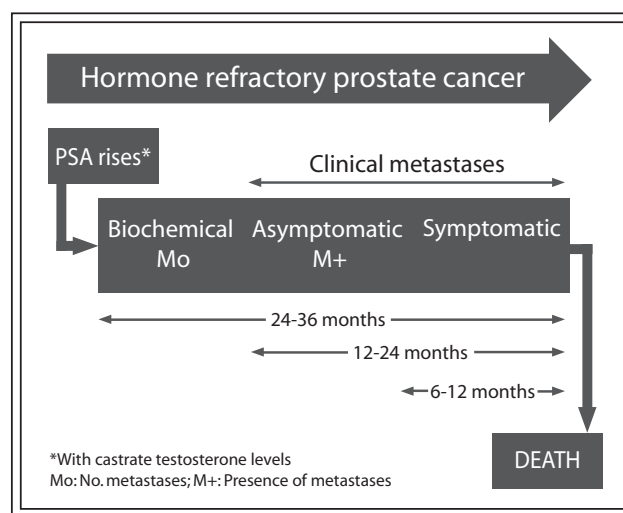 Hormone refractory prostate cancer
PSA rises*
Clinical metastases
Biochemical
Mo
Asymptomatic
M+
Symptomatic
24-36 months
12-24 months
6-12 months
DEATH
*With castrate testosterone levels
Mo: No. metastases; M+: Presence of metastases